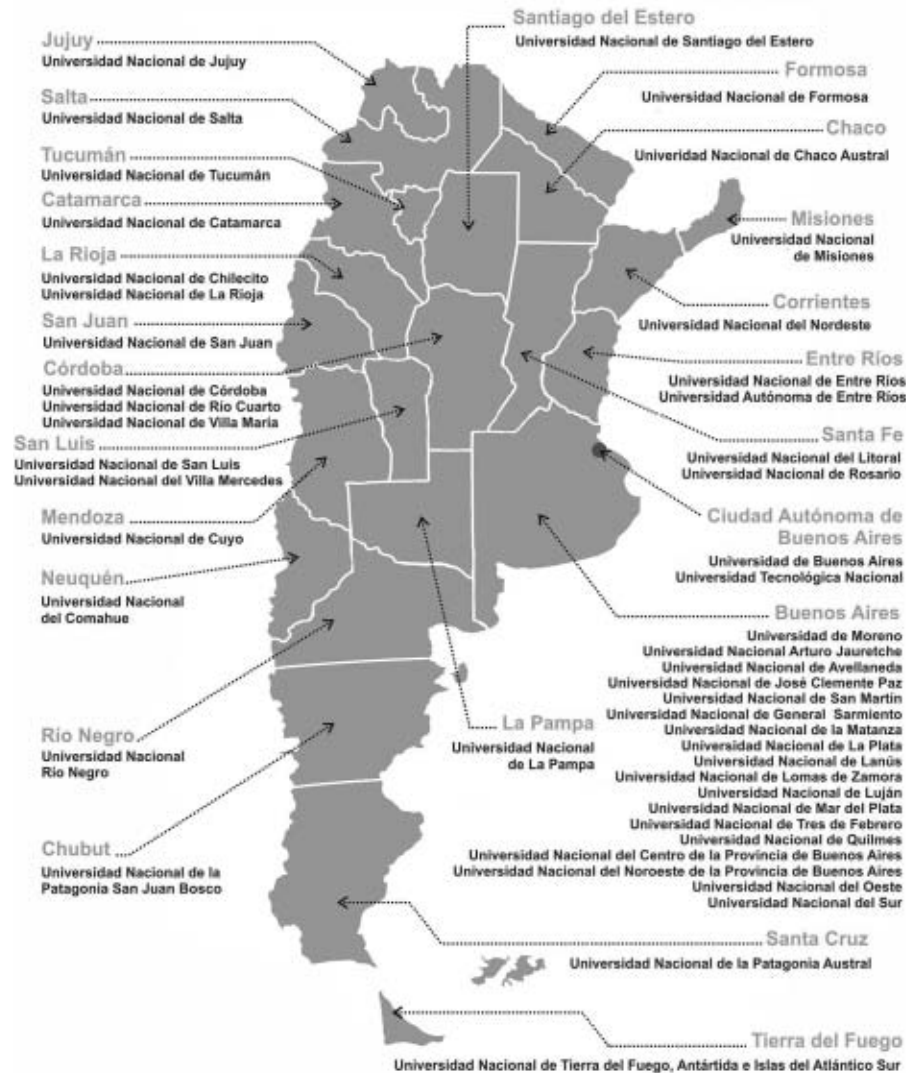 Jujuy
Universidad Nacional de Jujuy
Salta
Universidad Nacional de Salta
Tucumán
Universidad Nacional de Tucumán
Catamarca
Universidad Nacional de Catamarca
La Rioja
Universidad Nacional de Chilecito
Universidad Nacional de La Rioja
San Juan
Universidad Nacional de San Juan
Córdoba
Universidad Nacional de Córdoba
Universidad Nacional de Río Cuarto
Universidad Nacional de Villa María
San Luis
Universidad Nacional de San Luis
Universidad Nacional del Villa Mercedes
Mendoza
Universidad Nacional de Cuyo
Neuquén
Universidad Nacional
del Comahue
Río Negro
Universidad Nacional
Río Negro
Chubut
Universidad Nacional de la
Patagonia San Juan Bosco
Santiago del Estero
Universidad Nacional de Santiago del Estero
Formosa
Universidad Nacional de Formosa
Chaco
Univeridad Nacional de Chaco Austral
Misiones
Universidad Nacional
de Misiones
Corrientes
Universidad Nacional del Nordeste
Entre Ríos
Universidad Nacional de Entre Ríos
Universidad Autónoma de Entre Ríos
Santa Fe
Universidad Nacional del Litoral
Universidad Nacional de Rosario
Ciudad Autónoma de
Buenos Aires
Universidad de Buenos Aires
Universidad Tecnológica Nacional
Buenos Aires
Universidad de Moreno
Universidad Nacional Arturo Jauretche
Universidad Nacional de Avellaneda
Universidad Nacional de José Clemente Paz
Universidad Nacional de San Martín
Universidad Nacional de General Sarmiento
Universidad Nacional de la Matanza
Universidad Nacional de La Plata
Universidad Nacional de Lanús
Universidad Nacional de Lomas de Zamora
Universidad Nacional de Luján
Universidad Nacional de Mar del Plata
Universidad Nacional de Tres de Febrero
Universidad Nacional de Quilmes
Universidad Nacional del Centro de la Provincia de Buenos Aires
Universidad Nacional del Noroeste de la Provincia de Buenos Aires
Universidad Nacional del Oeste
Universidad Nacional del Sur
La Pampa
Universidad Nacional
de La Pampa
Santa Cruz
Universidad Nacional de la Patagonia Austral
Tierra del Fuego
Universidad Nacional de Tierra del Fuego, Antártida e Islas del Atlántico Sur